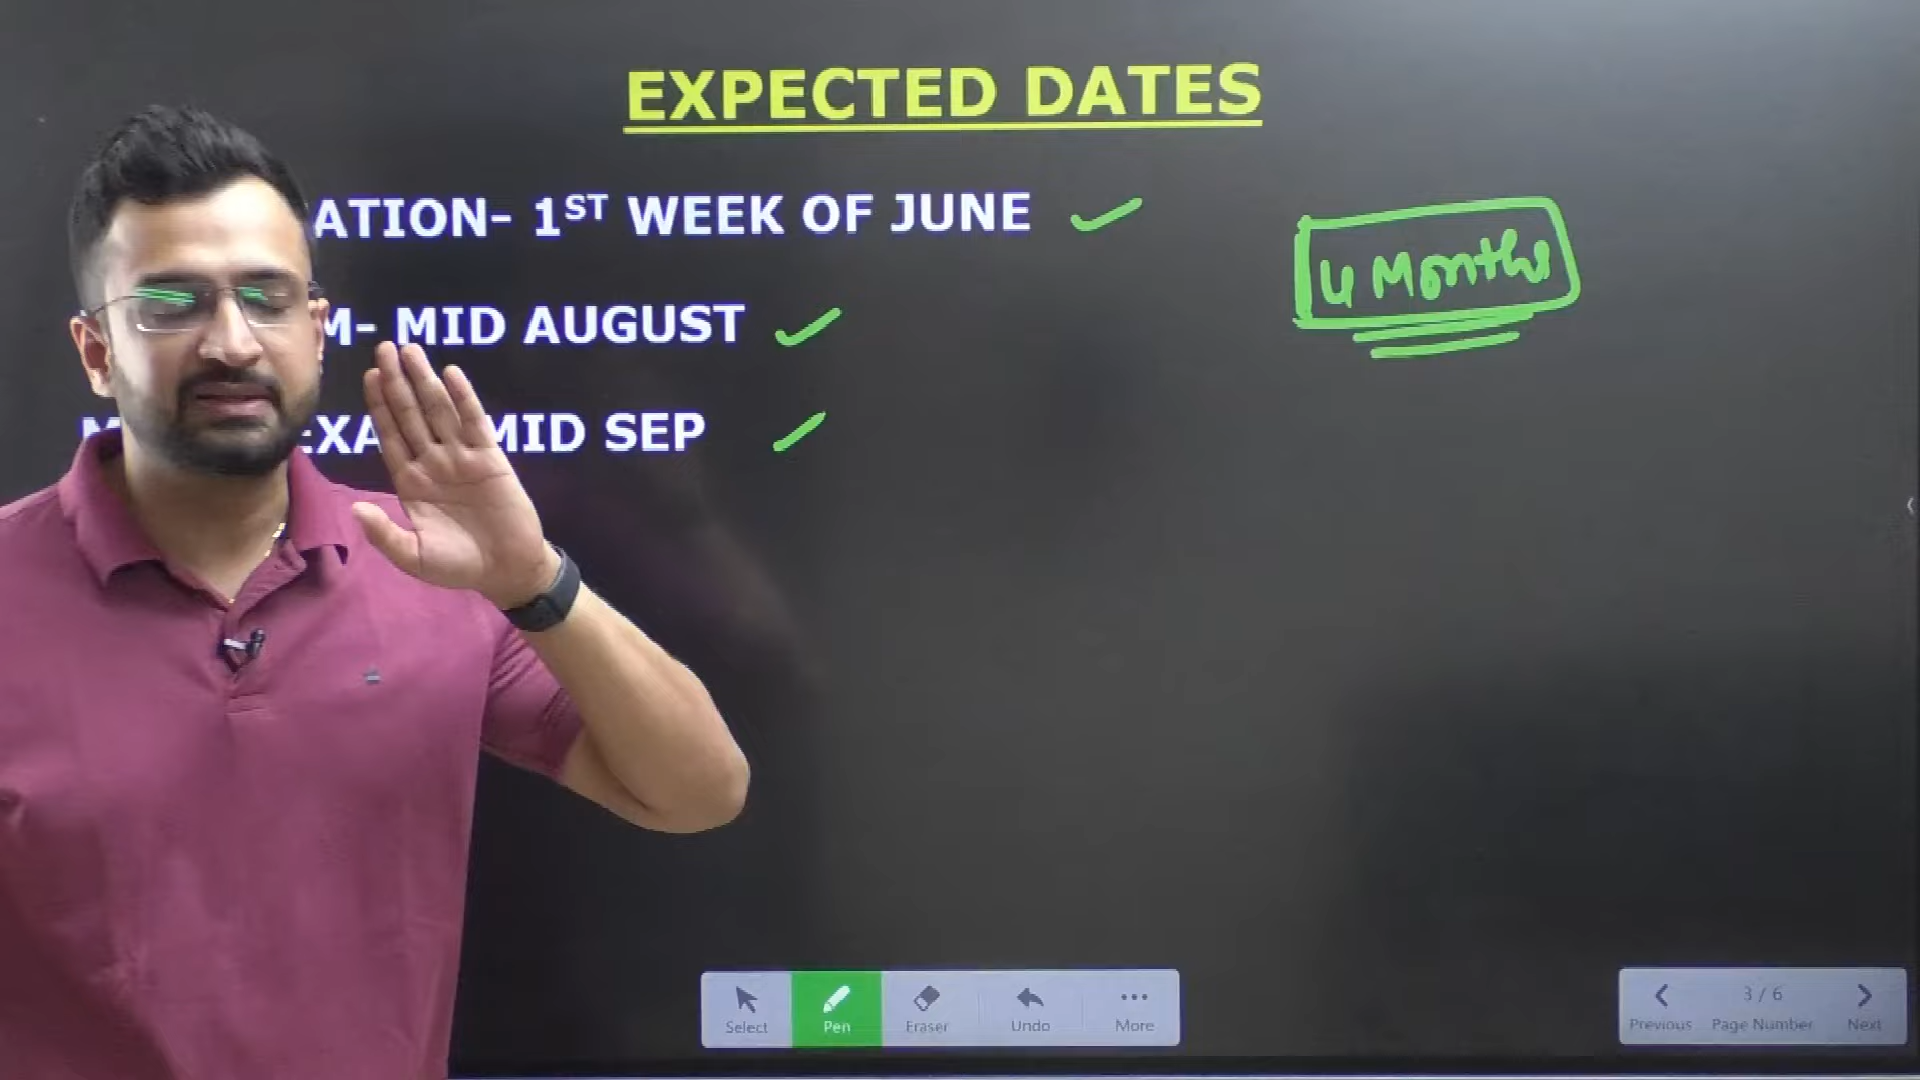 EXPECTED DATES
ATION- 1ST WEEK OF JUNE
4 Months
M- MID AUGUST
MID SEP
Select
Pen
Eraser
Undo
More
Previous
3 / 6
Page Number
Next